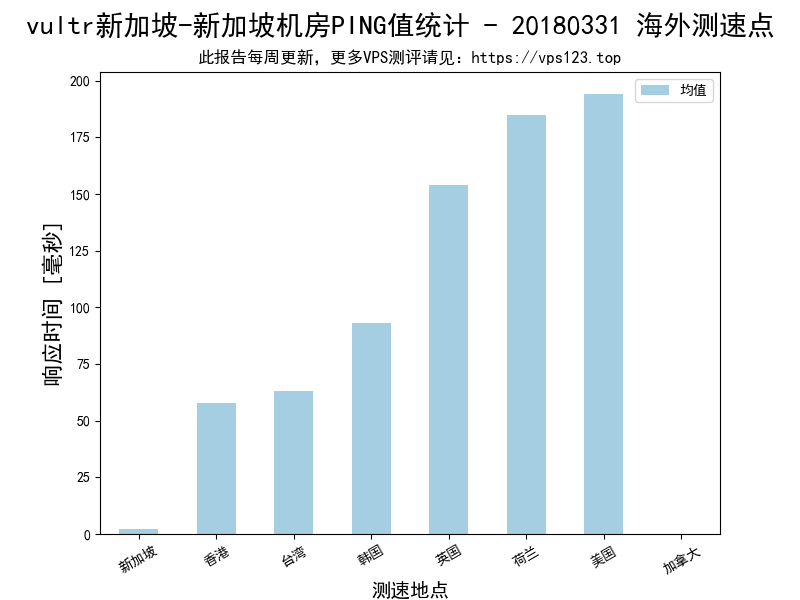 vultr新加坡-新加坡机房PING值统计 - 20180331 海外测速点
此报告每周更新，更多VPS测评请见：https://vps123.top
均值
响应时间 [毫秒]
200
175
150
125
100
75
50
25
0
新加坡
香港
台湾
韩国
英国
荷兰
美国
加拿大
测速地点